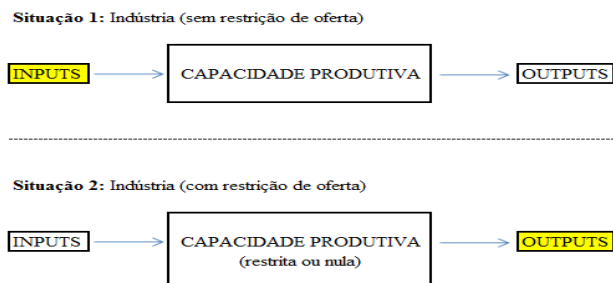 Situação 1: Indústria (sem restrição de oferta)
INPUTS CAPACIDADE PRODUTIVA OUTPUTS
Situação 2: Indústria (com restrição de oferta)
INPUTS CAPACIDADE PRODUTIVA OUTPUTS
(restrita ou nula)